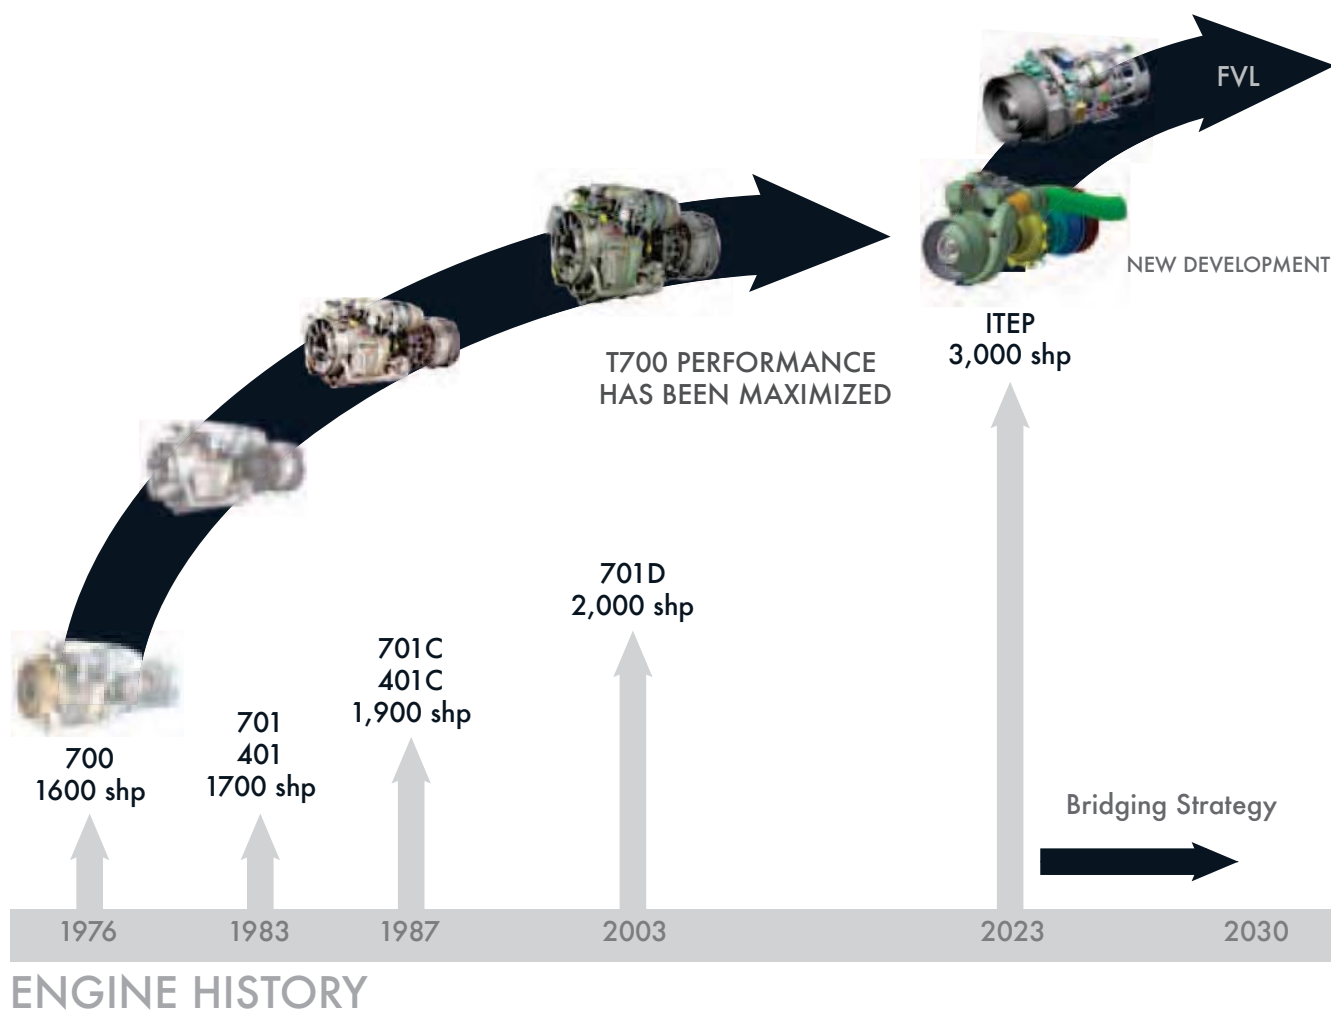 FVL
NEW DEVELOPMENT
ITEP
3,000 shp
T700 PERFORMANCE
HAS BEEN MAXIMIZED
701D
2,000 shp
701C
401C
1,900 shp
701
401
1700 shp
700
1600 shp
Bridging Strategy
1976 1983 1987 2003 2023 2030
ENGINE HISTORY